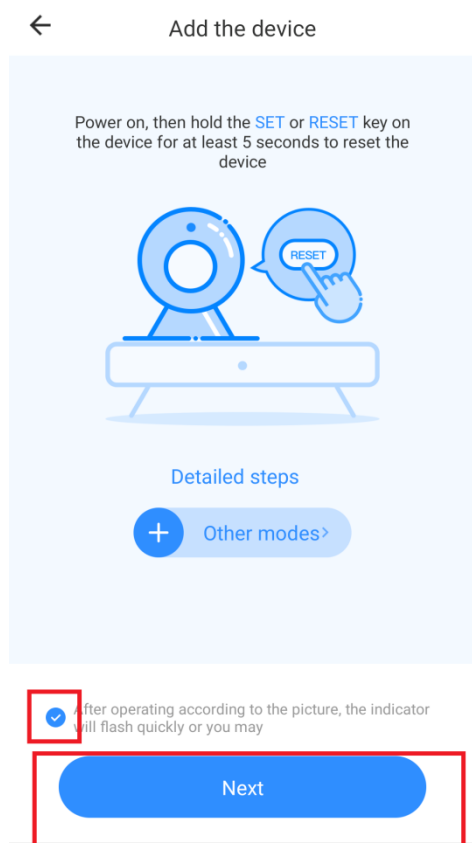 Add the device
Power on, then hold the SET or RESET key on
the device for at least 5 seconds to reset the
device
RESET
Detailed steps
Other modes>
After operating according to the picture, the indicator
will flash quickly or you may
Next